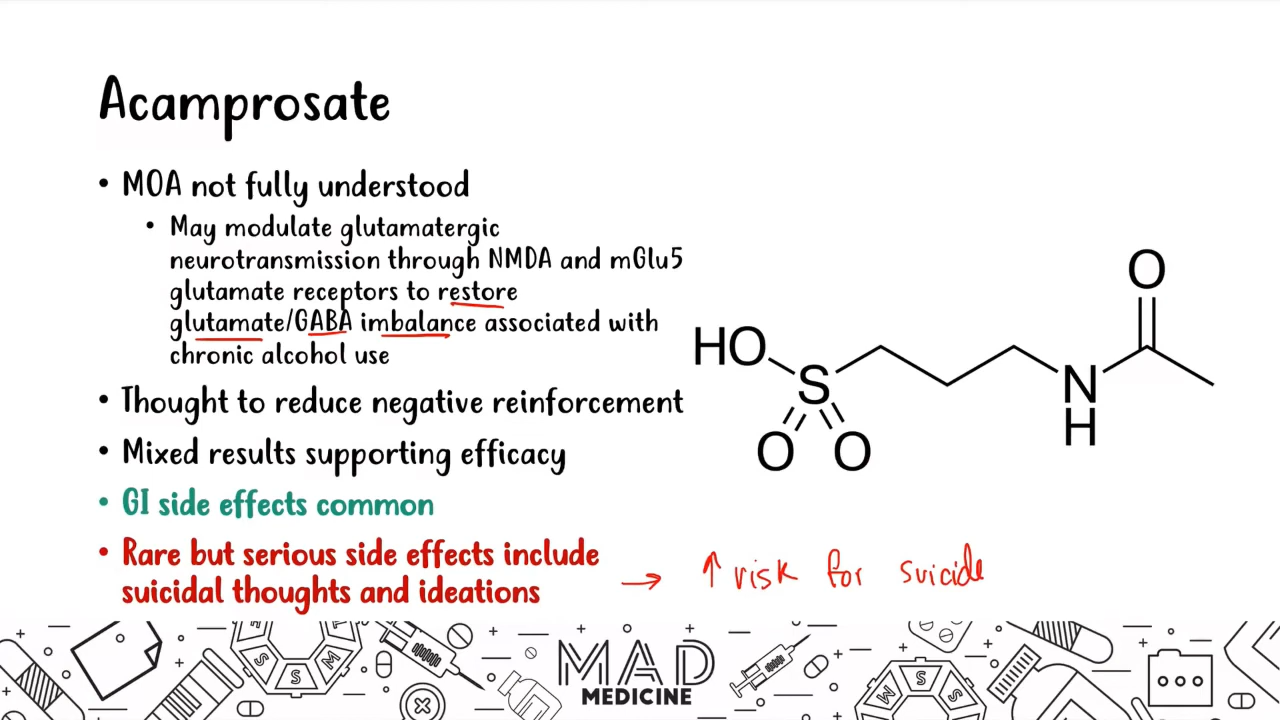 Acamprosate
• MOA not fully understood
• May modulate glutamatergic
neurotransmission through NMDA and mGlu5
glutamate receptors to restore
glutamate/GABA imbalance associated with
chronic alcohol use
• Thought to reduce negative reinforcement
• Mixed results supporting efficacy
• GI side effects common
• Rare but serious side effects include
suicidal thoughts and ideations
→ ↑ risk for suicide
O
HO
S
N
H
O O
MAD
MEDICINE
S S M
M S S